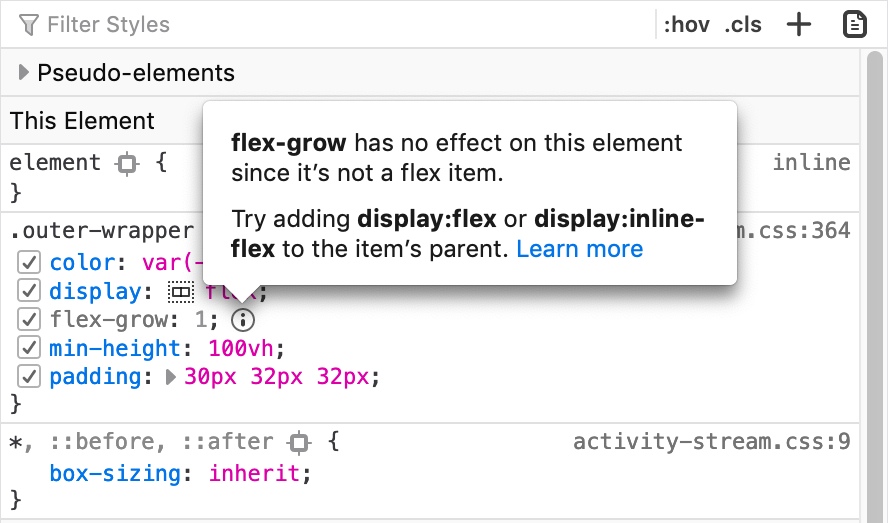 Filter Styles :hov .cls
Pseudo-elements
This Element
flex-grow has no effect on this element
since it’s not a flex item.
Try adding display:flex or display:inline-
flex to the item’s parent. Learn more
element { inline
}
.outer-wrapper m.css:364
color: var(-
display: flex;
flex-grow: 1;
min-height: 100vh;
padding: 30px 32px 32px;
}
*, ::before, ::after { activity-stream.css:9
box-sizing: inherit;
}